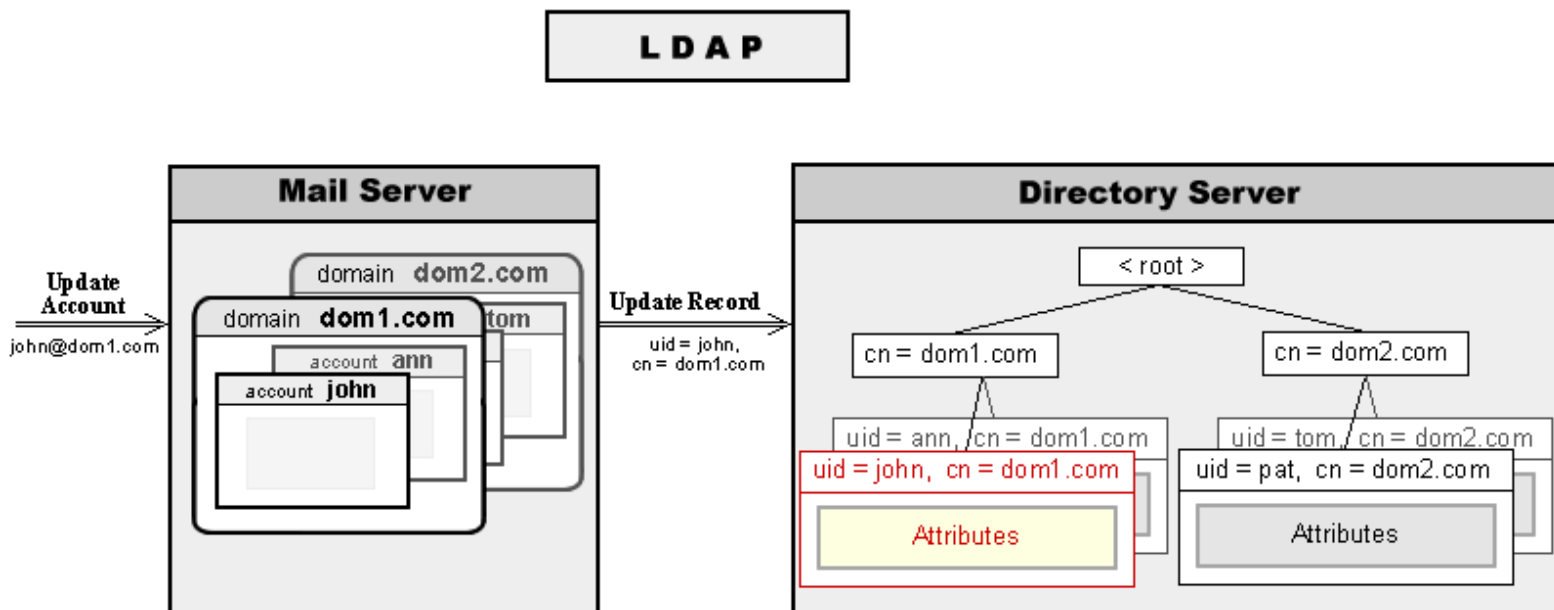 LDAP
Mail Server
Directory Server
Update
Account
john@dom1.com
domain dom2.com
tom
domain dom1.com
account ann
account john
Update Record
uid = john,
cn = dom1.com
< root >
cn = dom1.com
cn = dom2.com
uid = ann, cn = dom1.com
uid = john, cn = dom1.com
Attributes
uid = tom, cn = dom2.com
uid = pat, cn = dom2.com
Attributes